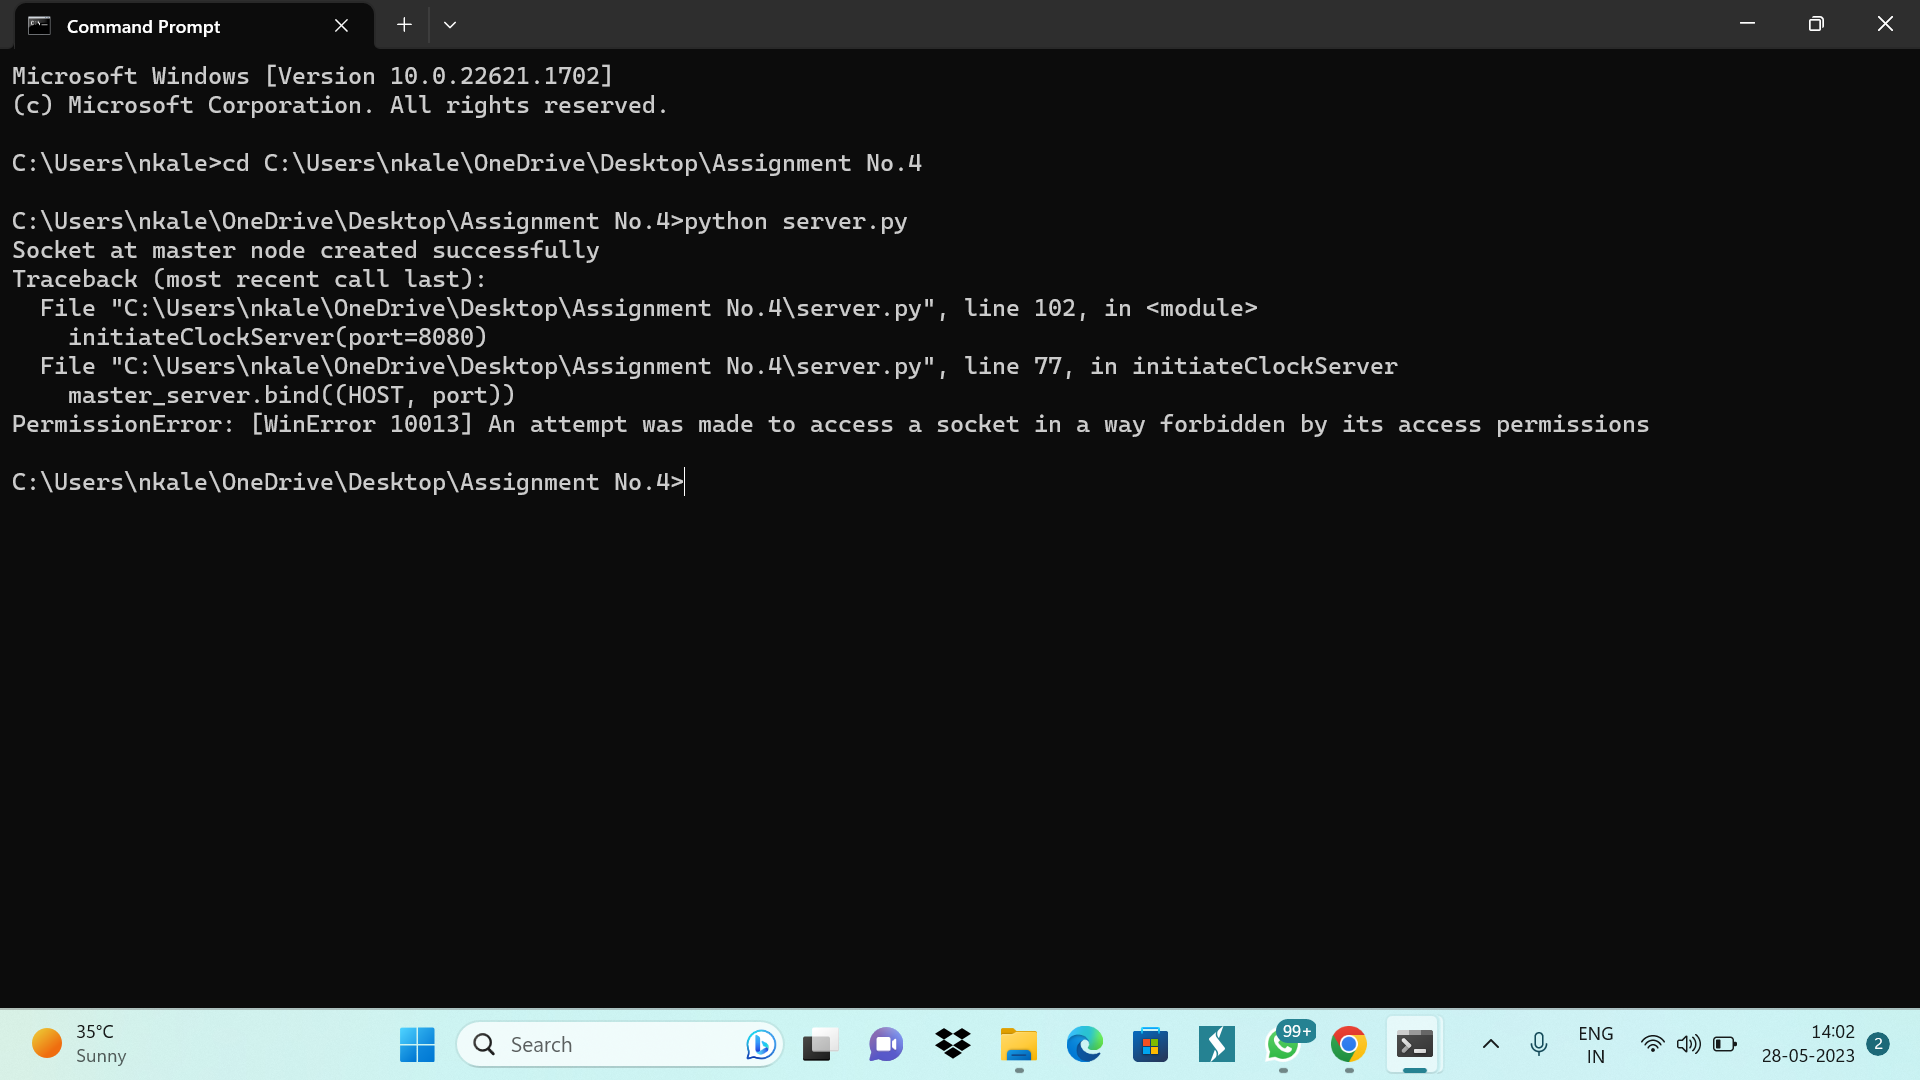 Command Prompt
Microsoft Windows [Version 10.0.22621.1702]
(c) Microsoft Corporation. All rights reserved.
C:\Users\nkale>cd C:\Users\nkale\OneDrive\Desktop\Assignment No.4
C:\Users\nkale\OneDrive\Desktop\Assignment No.4>python server.py
Socket at master node created successfully
Traceback (most recent call last):
  File "C:\Users\nkale\OneDrive\Desktop\Assignment No.4\server.py", line 102, in <module>
    initiateClockServer(port=8080)
  File "C:\Users\nkale\OneDrive\Desktop\Assignment No.4\server.py", line 77, in initiateClockServer
    master_server.bind((HOST, port))
PermissionError: [WinError 10013] An attempt was made to access a socket in a way forbidden by its access permissions
C:\Users\nkale\OneDrive\Desktop\Assignment No.4>
35°C
Sunny
Search
99+
ENG
IN
14:02
28-05-2023
2